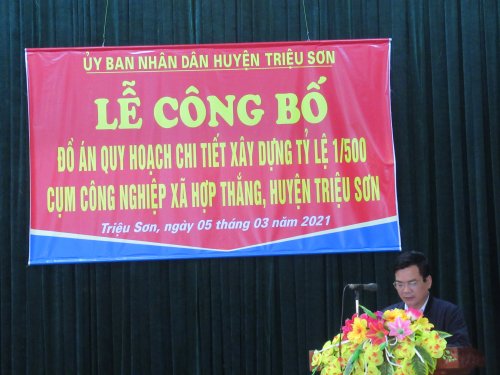 ỦY BAN NHÂN DÂN HUYỆN TRIỆU SƠN
LỄ CÔNG BỐ
ĐỒ ÁN QUY HOẠCH CHI TIẾT XÂY DỰNG TỶ LỆ 1/500
CỤM CÔNG NGHIỆP XÃ HỢP THẮNG, HUYỆN TRIỆU SƠN
Triệu Sơn, ngày 05 tháng 03 năm 2021